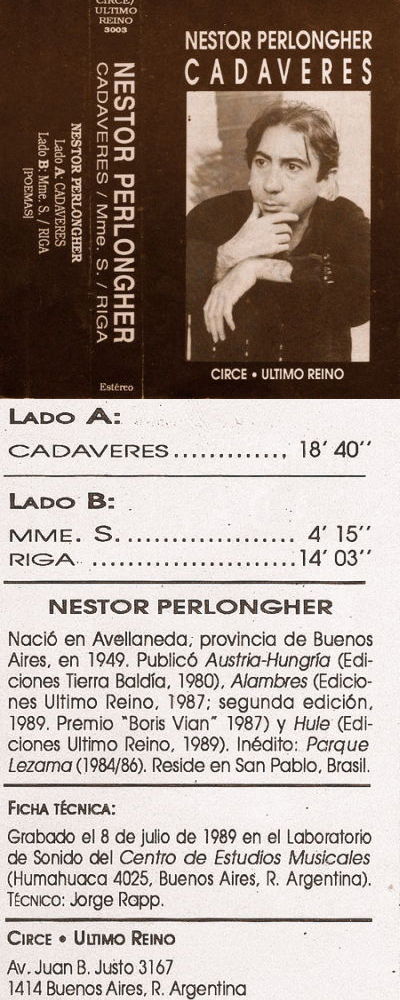 CIRCE/
ULTIMO
REINO
3003
NESTOR PERLONGHER
CADAVERES / Mme. S. / RIGA
Estéreo
NESTOR PERLONGHER
Lado A: CADAVERES
Lado B: Mme. S. / RIGA
[POEMAS]
NESTOR PERLONGHER
CADAVERES
CIRCE • ULTIMO REINO
LADO A:
CADAVERES............. 18' 40''
LADO B:
MME. S. .................... 4' 15''
RIGA ........................14' 03''
NESTOR PERLONGHER
Nació en Avellaneda, provincia de Buenos
Aires, en 1949. Publicó Austria-Hungría (Edi-
ciones Tierra Baldía, 1980), Alambres (Edicio-
nes Ultimo Reino, 1987; segunda edición,
1989. Premio "Boris Vian" 1987) y Hule (Edi-
ciones Ultimo Reino, 1989). Inédito: Parque
Lezama (1984/86). Reside en San Pablo, Brasil.
FICHA TÉCNICA:
Grabado el 8 de julio de 1989 en el Laboratorio
de Sonido del Centro de Estudios Musicales
(Humahuaca 4025, Buenos Aires, R. Argentina).
TÉCNICO: Jorge Rapp.
CIRCE • ULTIMO REINO
Av. Juan B. Justo 3167
1414 Buenos Aires, R. Argentina